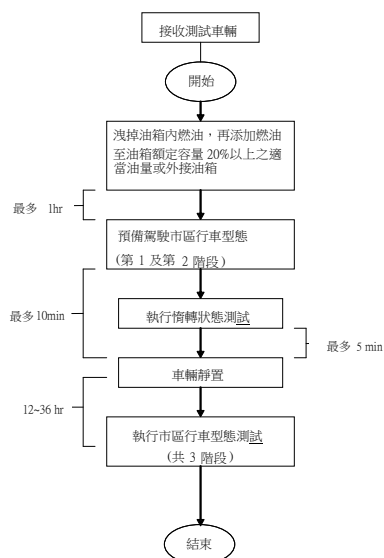 接收測試車輛
開始
洩掉油箱內燃油，再添加燃油
至油箱額定容量 20%以上之適
當油量或外接油箱
最多 1hr
預備駕駛市區行車型態
(第 1 及第 2 階段)
最多10min
執行惰轉狀態測試
最多 5 min
車輛靜置
12~36 hr
執行市區行車型態測試
(共 3 階段)
結束